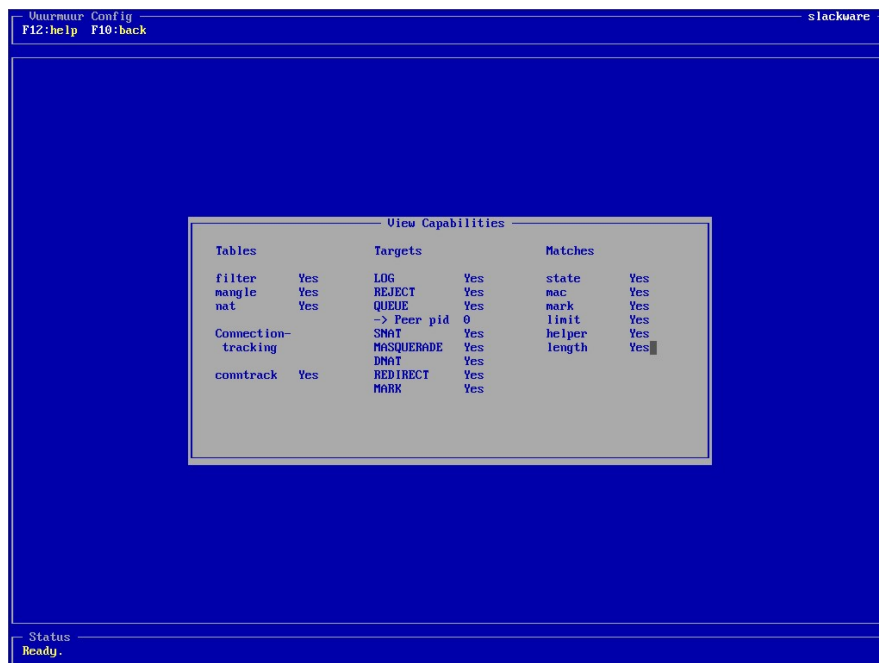 Vuurmuur Config slackware
F12:help F10:back
View Capabilities
Tables Targets Matches
filter Yes LOG Yes state Yes
mangle Yes REJECT Yes mac Yes
nat Yes QUEUE Yes mark Yes
-> Peer pid 0 limit Yes
Connection- SNAT Yes helper Yes
tracking MASQUERADE Yes length Yes
DNAT Yes
conntrack Yes REDIRECT Yes
MARK Yes
Status
Ready.